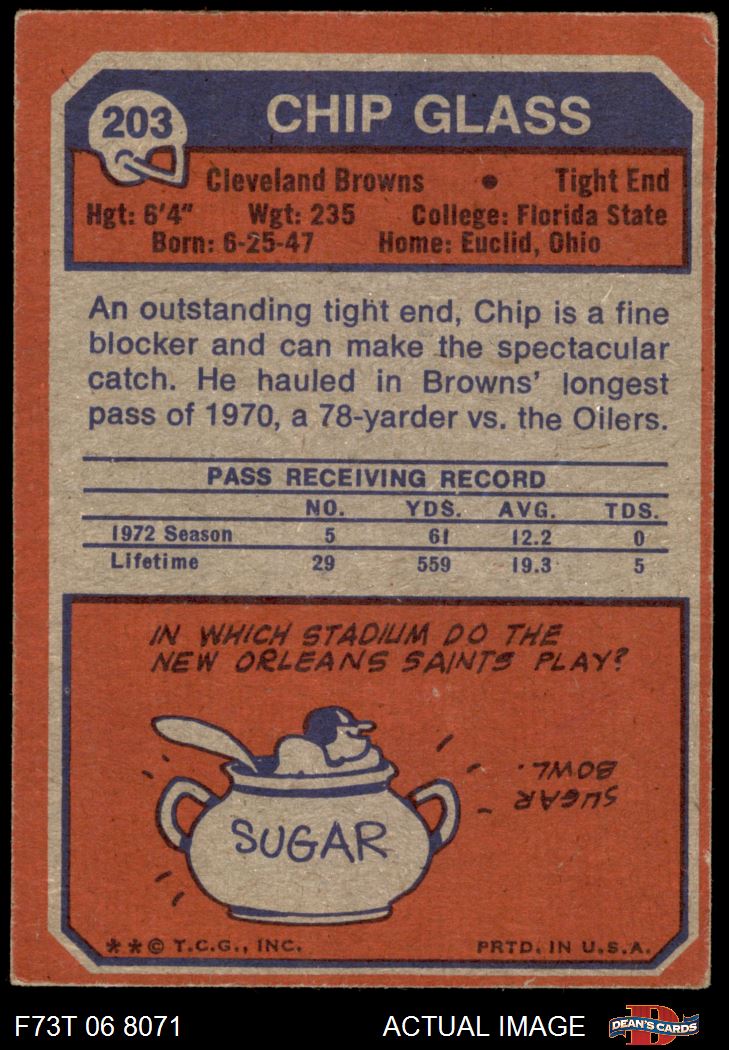 203
CHIP GLASS
Cleveland Browns • Tight End
Hgt: 6'4" Wgt: 235 College: Florida State
Born: 6-25-47 Home: Euclid, Ohio
An outstanding tight end, Chip is a fine
blocker and can make the spectacular
catch. He hauled in Browns' longest
pass of 1970, a 78-yarder vs. the Oilers.
PASS RECEIVING RECORD
NO. YDS. AVG. TDS.
1972 Season 5 61 12.2 0
Lifetime 29 559 19.3 5
IN WHICH STADIUM DO THE
NEW ORLEANS SAINTS PLAY?
SUGAR
SUGAR
BOWL.
** © T.C.G., INC. PRTD. IN U.S.A.
F73T 06 8071 ACTUAL IMAGE
D
DEAN'S CARDS